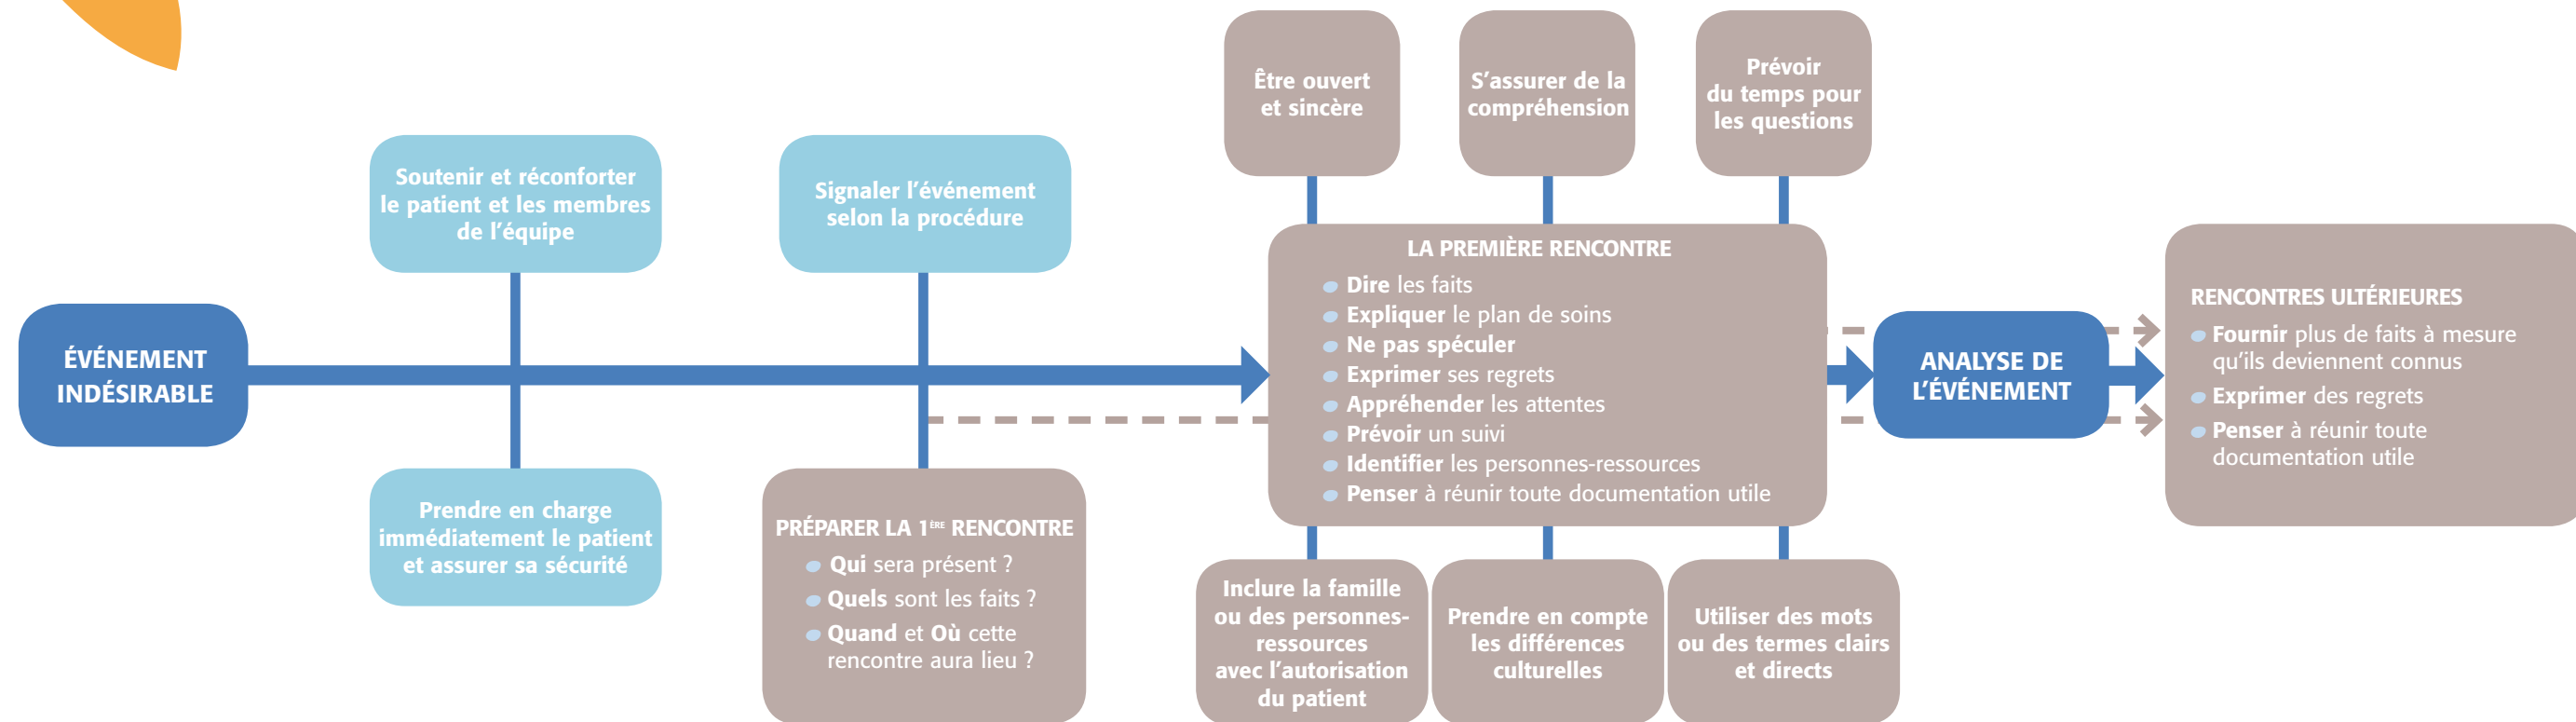 ÉVÉNEMENT
INDÉSIRABLE
Soutenir et réconforter
le patient et les membres
de l’équipe
Prendre en charge
immédiatement le patient
et assurer sa sécurité
Signaler l’événement
selon la procédure
PRÉPARER LA 1ÈRE RENCONTRE
Qui sera présent ?
Quels sont les faits ?
Quand et Où cette
rencontre aura lieu ?
Être ouvert
et sincère
S’assurer de la
compréhension
Prévoir
du temps pour
les questions
LA PREMIÈRE RENCONTRE
Dire les faits
Expliquer le plan de soins
Ne pas spéculer
Exprimer ses regrets
Appréhender les attentes
Prévoir un suivi
Identifier les personnes-ressources
Penser à réunir toute documentation utile
Inclure la famille
ou des personnes-
ressources
avec l’autorisation
du patient
Prendre en compte
les différences
culturelles
Utiliser des mots
ou des termes clairs
et directs
ANALYSE DE
L’ÉVÉNEMENT
RENCONTRES ULTÉRIEURES
Fournir plus de faits à mesure
qu’ils deviennent connus
Exprimer des regrets
Penser à réunir toute
documentation utile